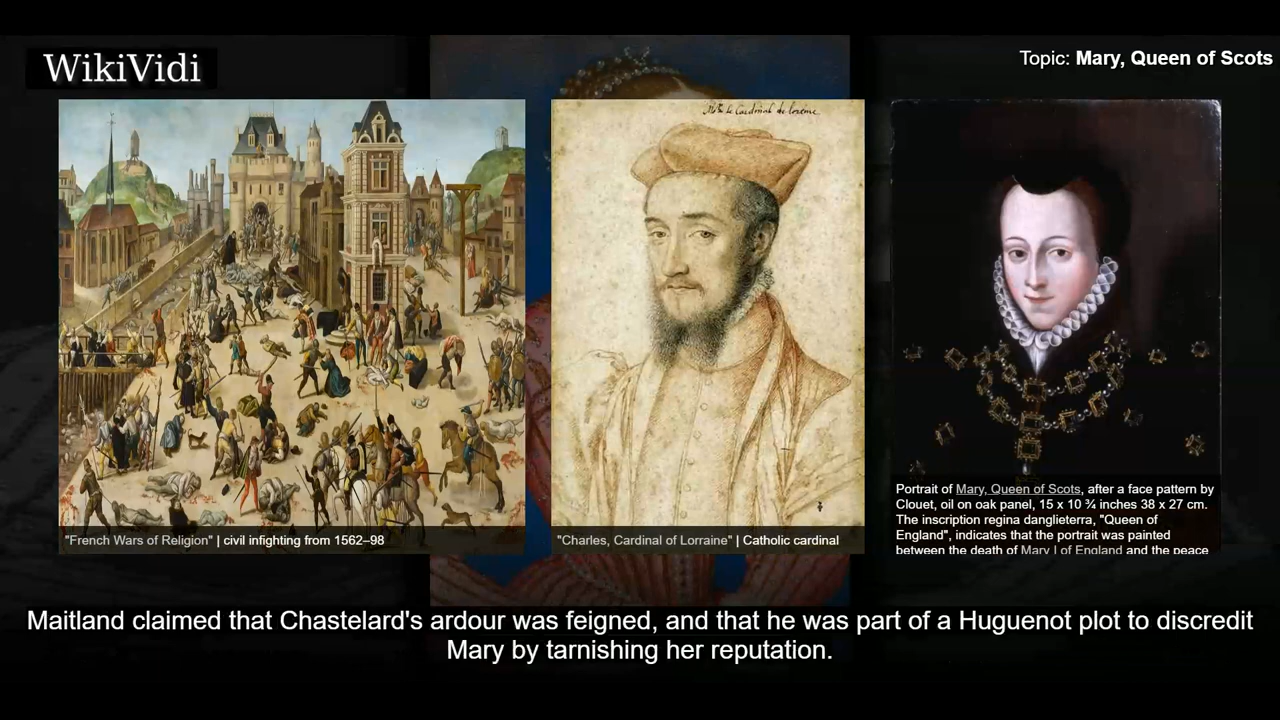 WikiVidi
Topic: Mary, Queen of Scots
"French Wars of Religion" | civil infighting from 1562–98
"Charles, Cardinal of Lorraine" | Catholic cardinal
Portrait of Mary, Queen of Scots, after a face pattern by
Clouet, oil on oak panel, 15 x 10 ¾ inches 38 x 27 cm.
The inscription regina danglieterra, "Queen of
England", indicates that the portrait was painted
between the death of Mary I of England and the peace
Maitland claimed that Chastelard's ardour was feigned, and that he was part of a Huguenot plot to discredit
Mary by tarnishing her reputation.